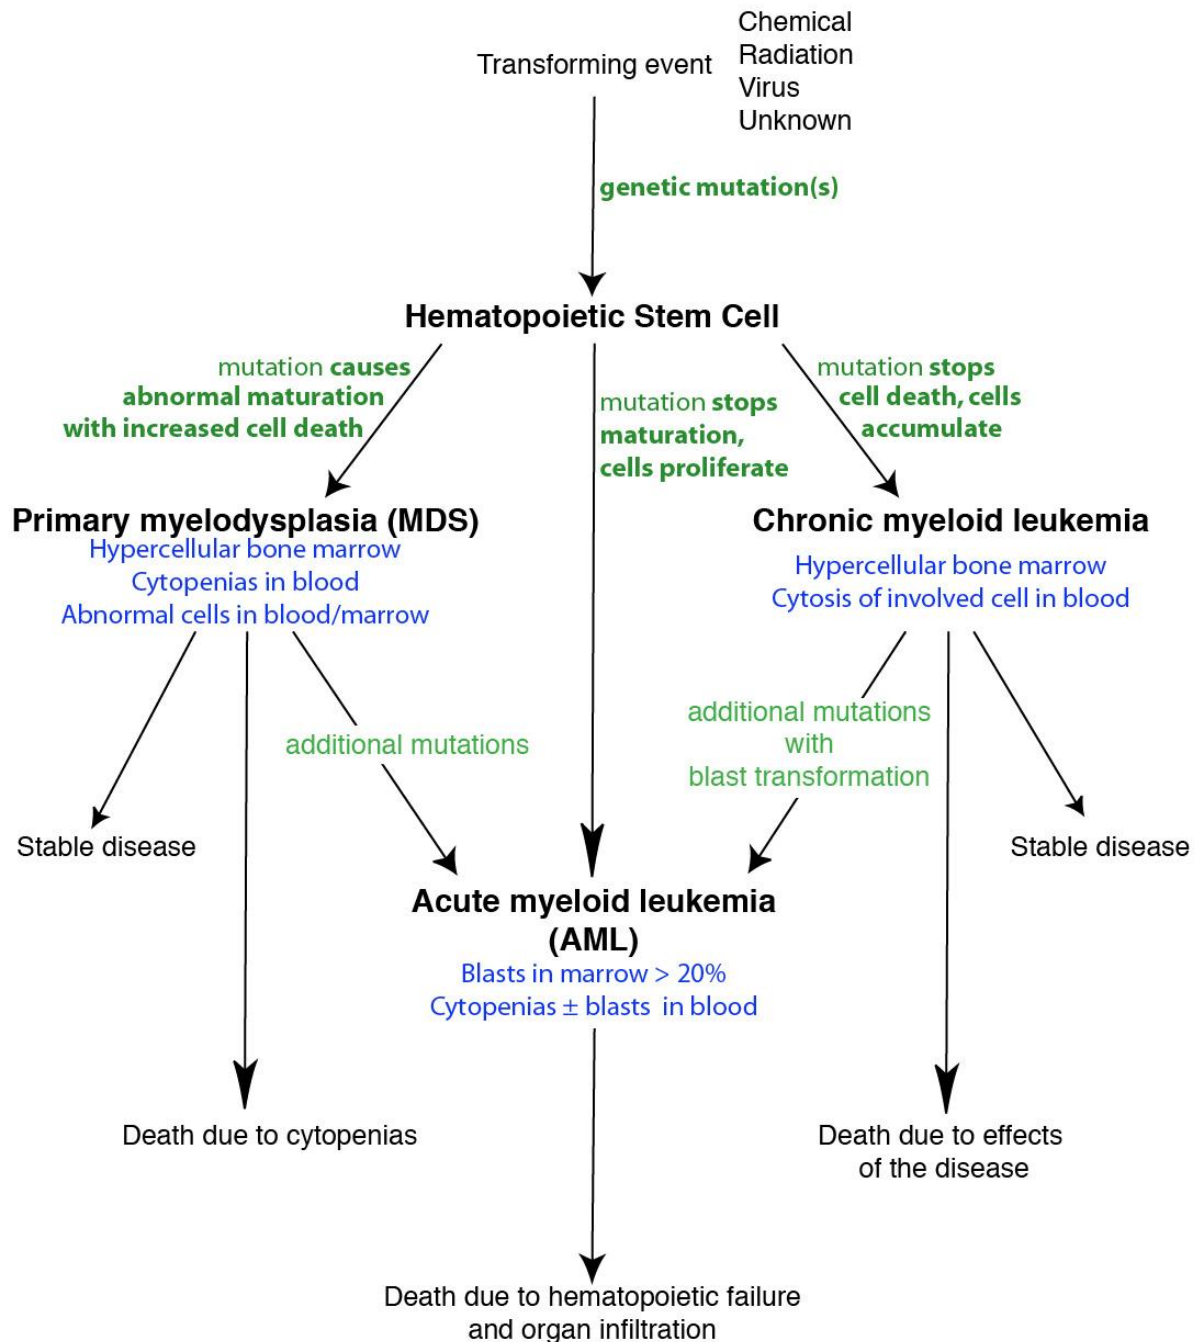 Transforming event
Chemical
Radiation
Virus
Unknown
genetic mutation(s)
Hematopoietic Stem Cell
mutation causes
abnormal maturation
with increased cell death
mutation stops
maturation,
cells proliferate
mutation stops
cell death, cells
accumulate
Primary myelodysplasia (MDS)
Hypercellular bone marrow
Cytopenias in blood
Abnormal cells in blood/marrow
Chronic myeloid leukemia
Hypercellular bone marrow
Cytosis of involved cell in blood
additional mutations
additional mutations
with
blast transformation
Stable disease
Stable disease
Acute myeloid leukemia
(AML)
Blasts in marrow > 20%
Cytopenias ± blasts in blood
Death due to cytopenias
Death due to effects
of the disease
Death due to hematopoietic failure
and organ infiltration